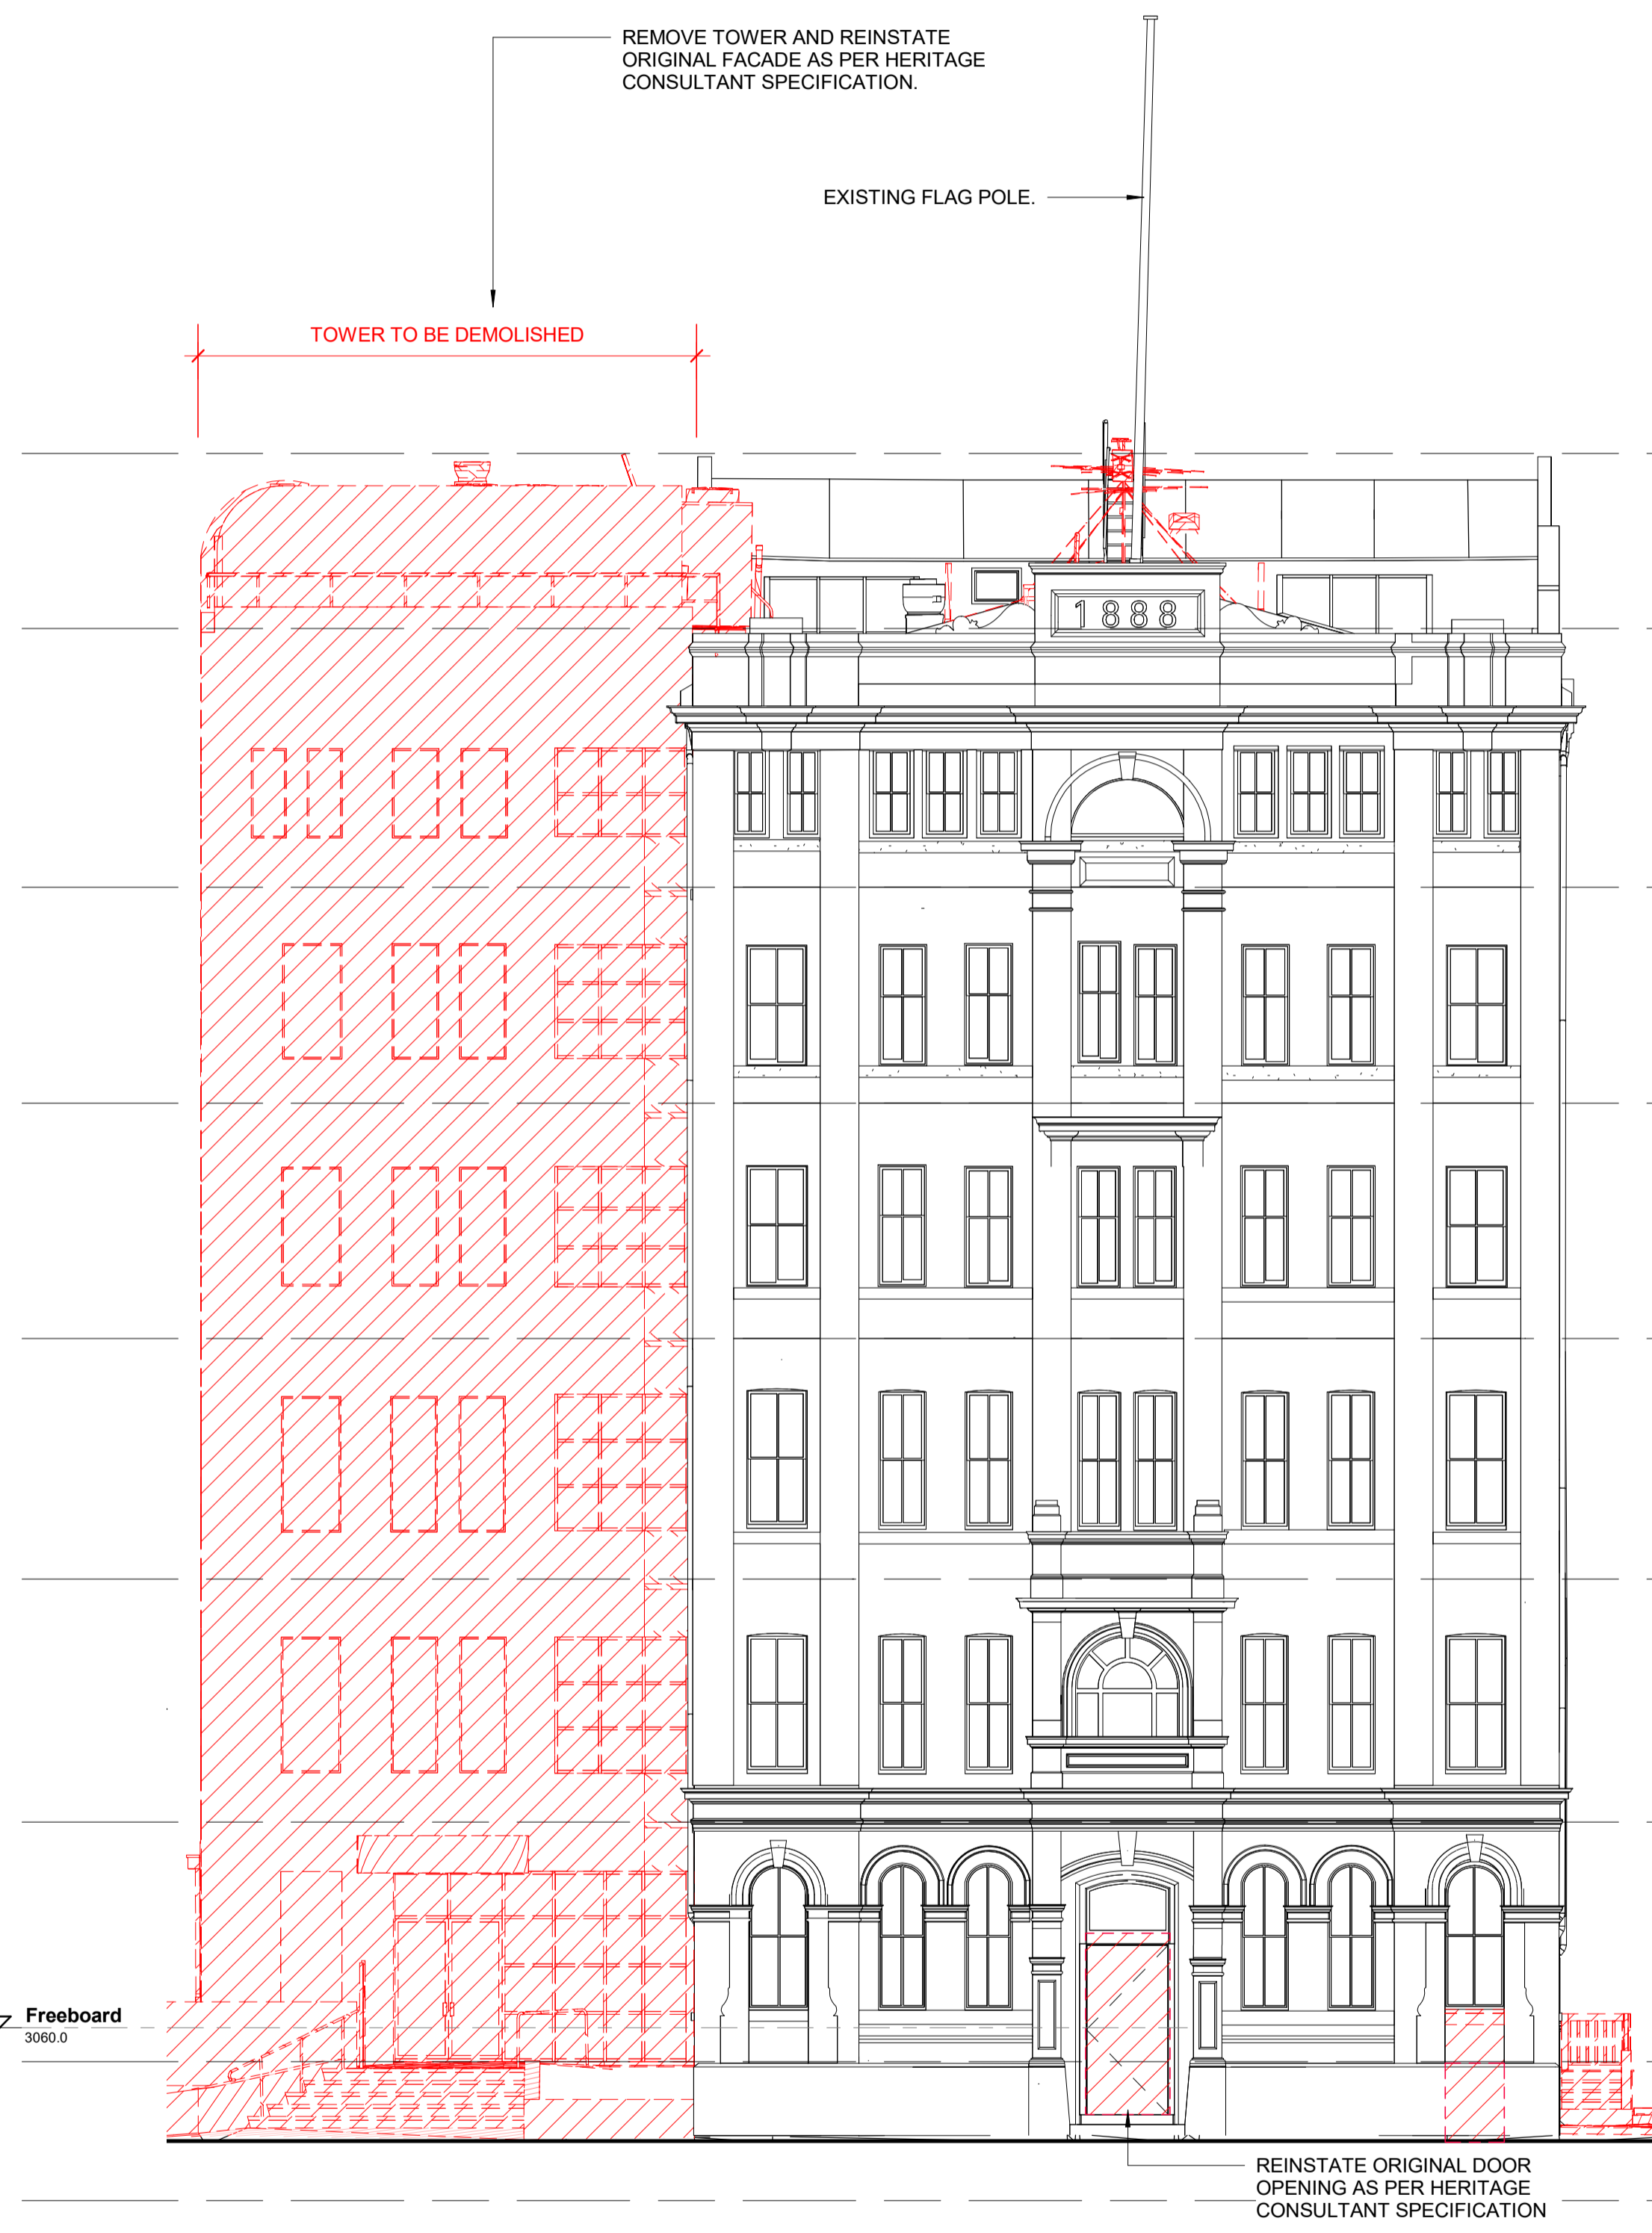 REMOVE TOWER AND REINSTATE
ORIGINAL FACADE AS PER HERITAGE
CONSULTANT SPECIFICATION.
EXISTING FLAG POLE.
TOWER TO BE DEMOLISHED
1888
Freeboard
3060.0
REINSTATE ORIGINAL DOOR
OPENING AS PER HERITAGE
CONSULTANT SPECIFICATION